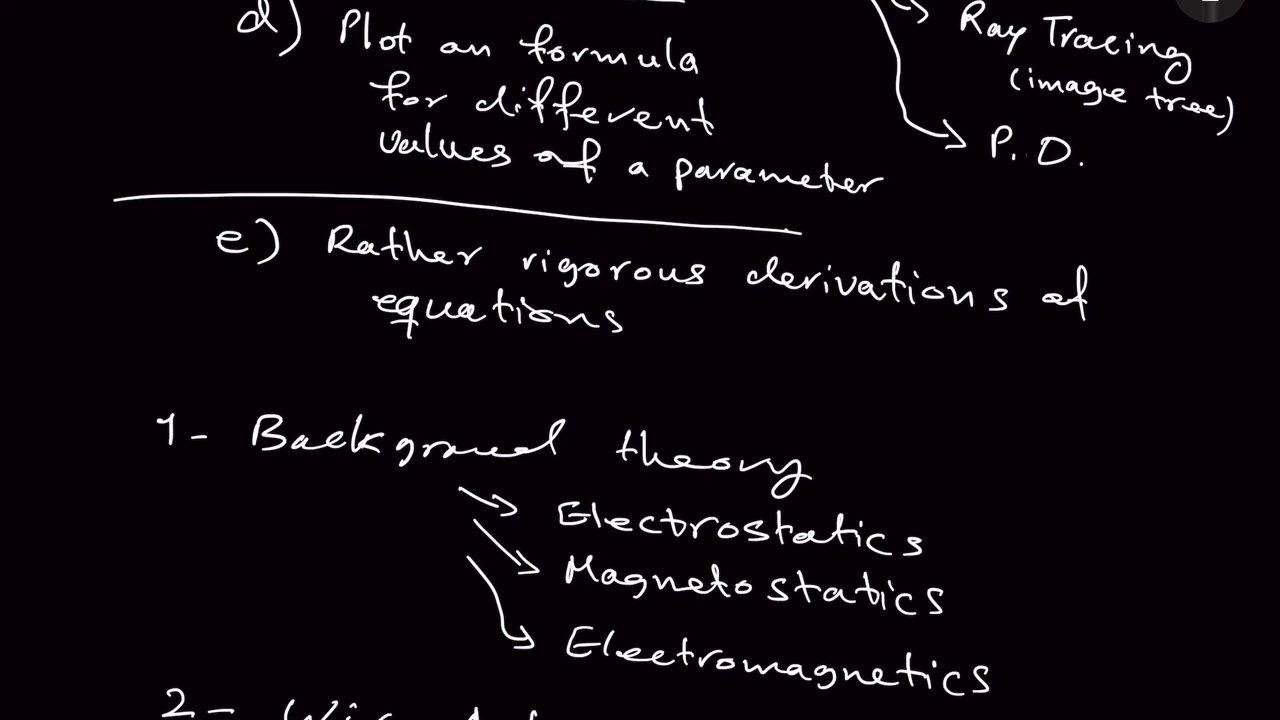 d) Plot an formula
for different
values of a parameter
Ray Tracing
(image tree)
P.D.
e) Rather rigorous derivations of
equations
1- Background theory
Electrostatics
Magnetostatics
Electromagnetics
2-